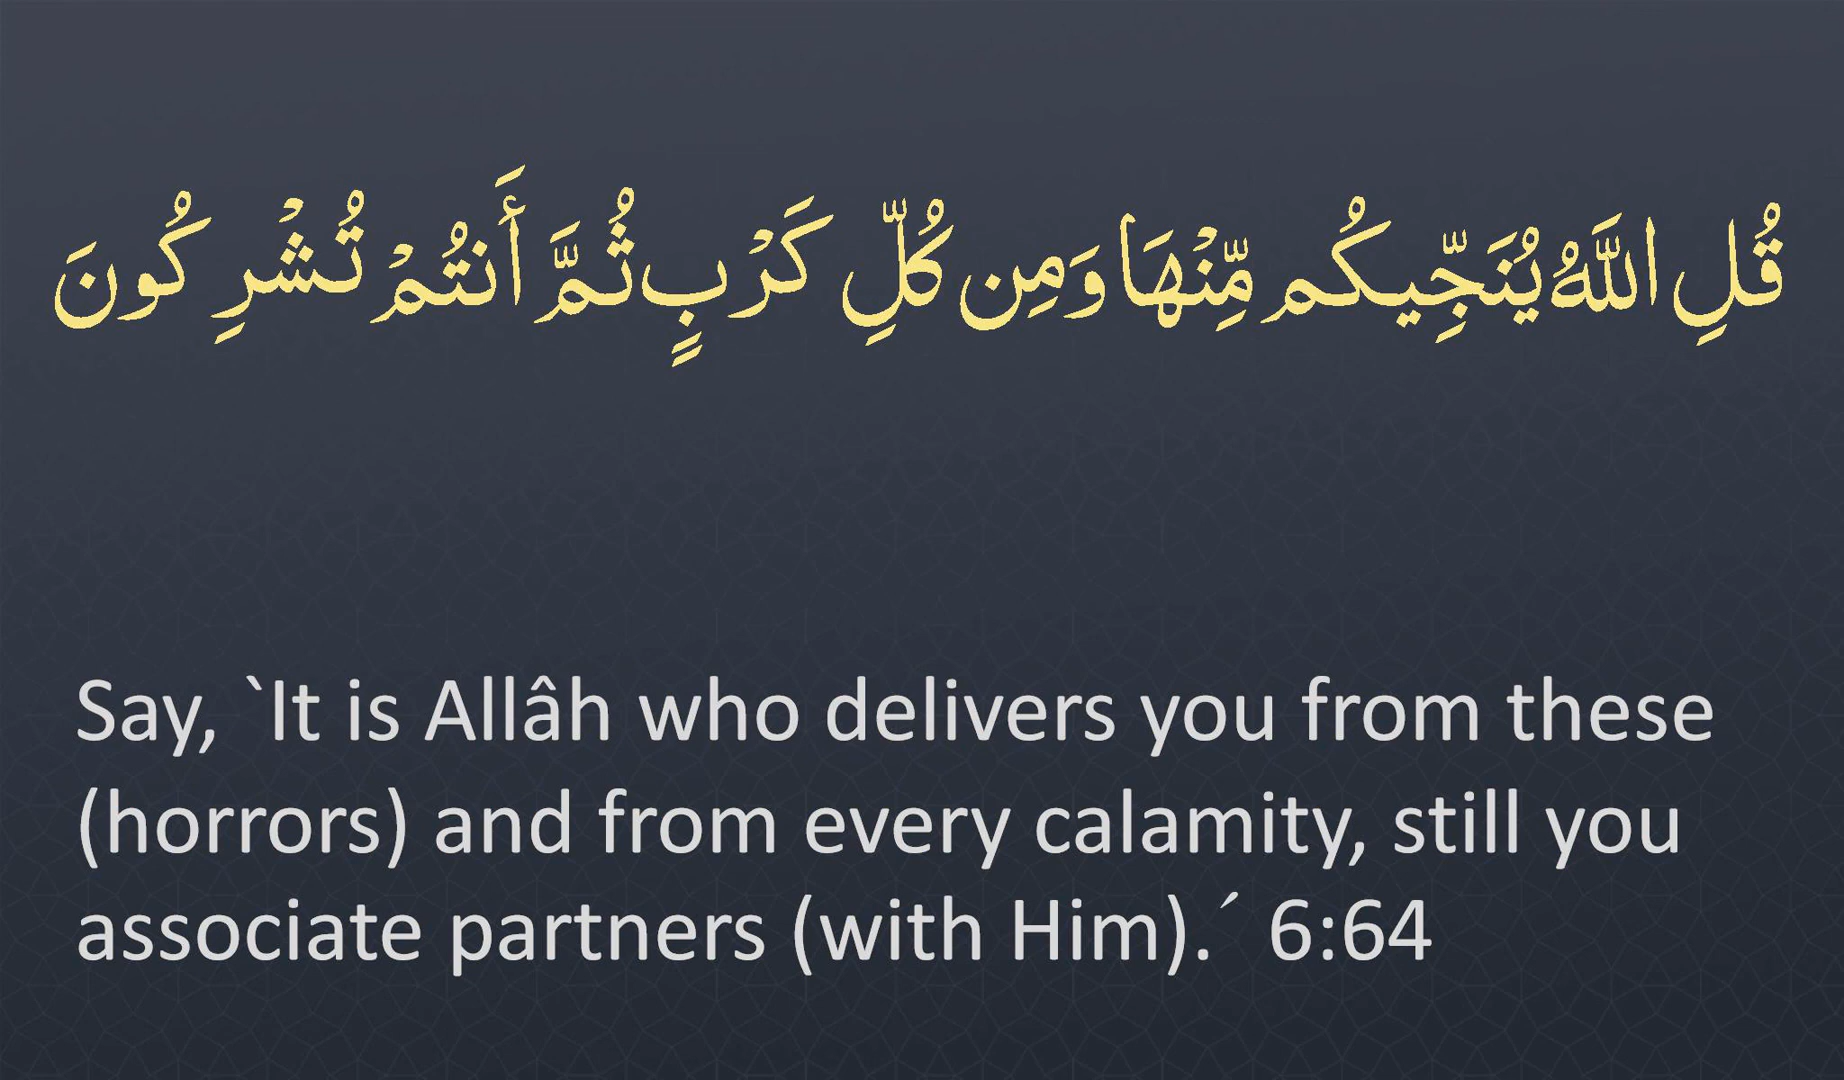 قُلِ اللَّهُ يُنَجِّيكُم مِّنْهَا وَمِن كُلِّ كَرْبٍ ثُمَّ أَنتُمْ تُشْرِكُونَ
Say, `It is Allâh who delivers you from these
(horrors) and from every calamity, still you
associate partners (with Him).´ 6:64